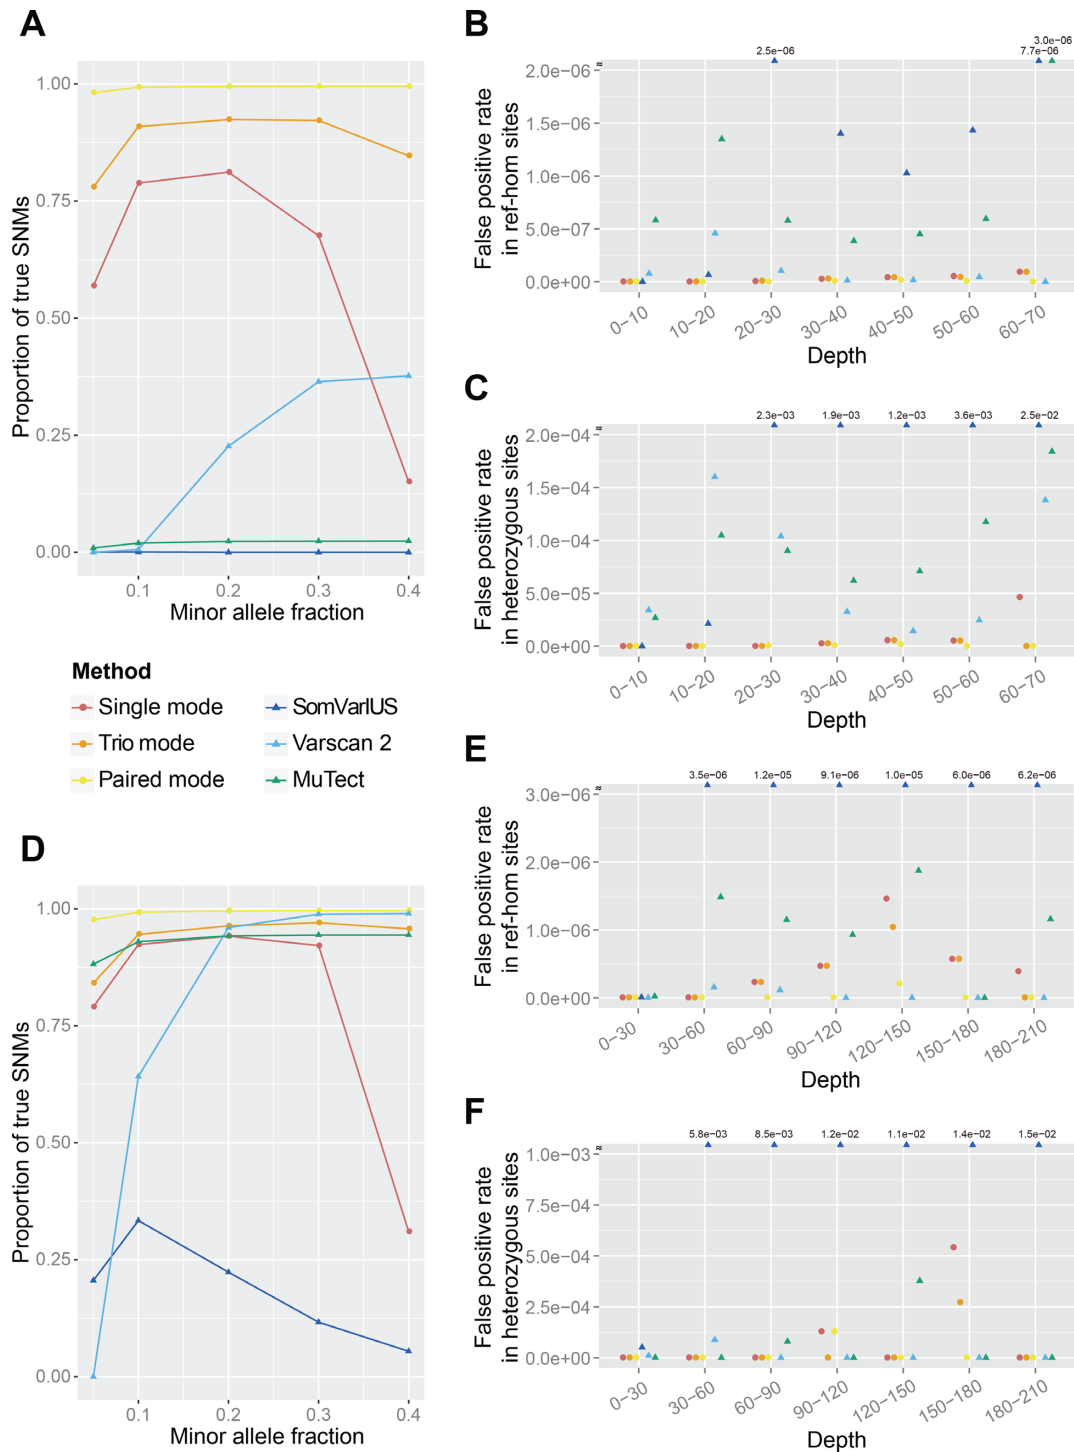 A
1.00
0.75
0.50
0.25
0.00
Proportion of true SNMs
0.1
0.2
0.3
0.4
Minor allele fraction
B
2.5e-06
3.0e-06
7.7e-06
≈
2.0e-06
1.5e-06
1.0e-06
5.0e-07
0.0e+00
False positive rate
in ref-hom sites
0-10
10-20
20-30
30-40
40-50
50-60
60-70
Depth
C
2.3e-03
1.9e-03
1.2e-03
3.6e-03
2.5e-02
≈
2.0e-04
1.5e-04
1.0e-04
5.0e-05
0.0e+00
False positive rate
in heterozygous sites
0-10
10-20
20-30
30-40
40-50
50-60
60-70
Depth
Method
Single mode
SomVarIUS
Trio mode
Varscan 2
Paired mode
MuTect
D
1.00
0.75
0.50
0.25
0.00
Proportion of true SNMs
0.1
0.2
0.3
0.4
Minor allele fraction
E
3.5e-06
1.2e-05
9.1e-06
1.0e-05
6.0e-06
6.2e-06
≈
3.0e-06
2.0e-06
1.0e-06
0.0e+00
False positive rate
in ref-hom sites
0-30
30-60
60-90
90-120
120-150
150-180
180-210
Depth
F
5.8e-03
8.5e-03
1.2e-02
1.1e-02
1.4e-02
1.5e-02
≈
1.0e-03
7.5e-04
5.0e-04
2.5e-04
0.0e+00
False positive rate
in heterozygous sites
0-30
30-60
60-90
90-120
120-150
150-180
180-210
Depth